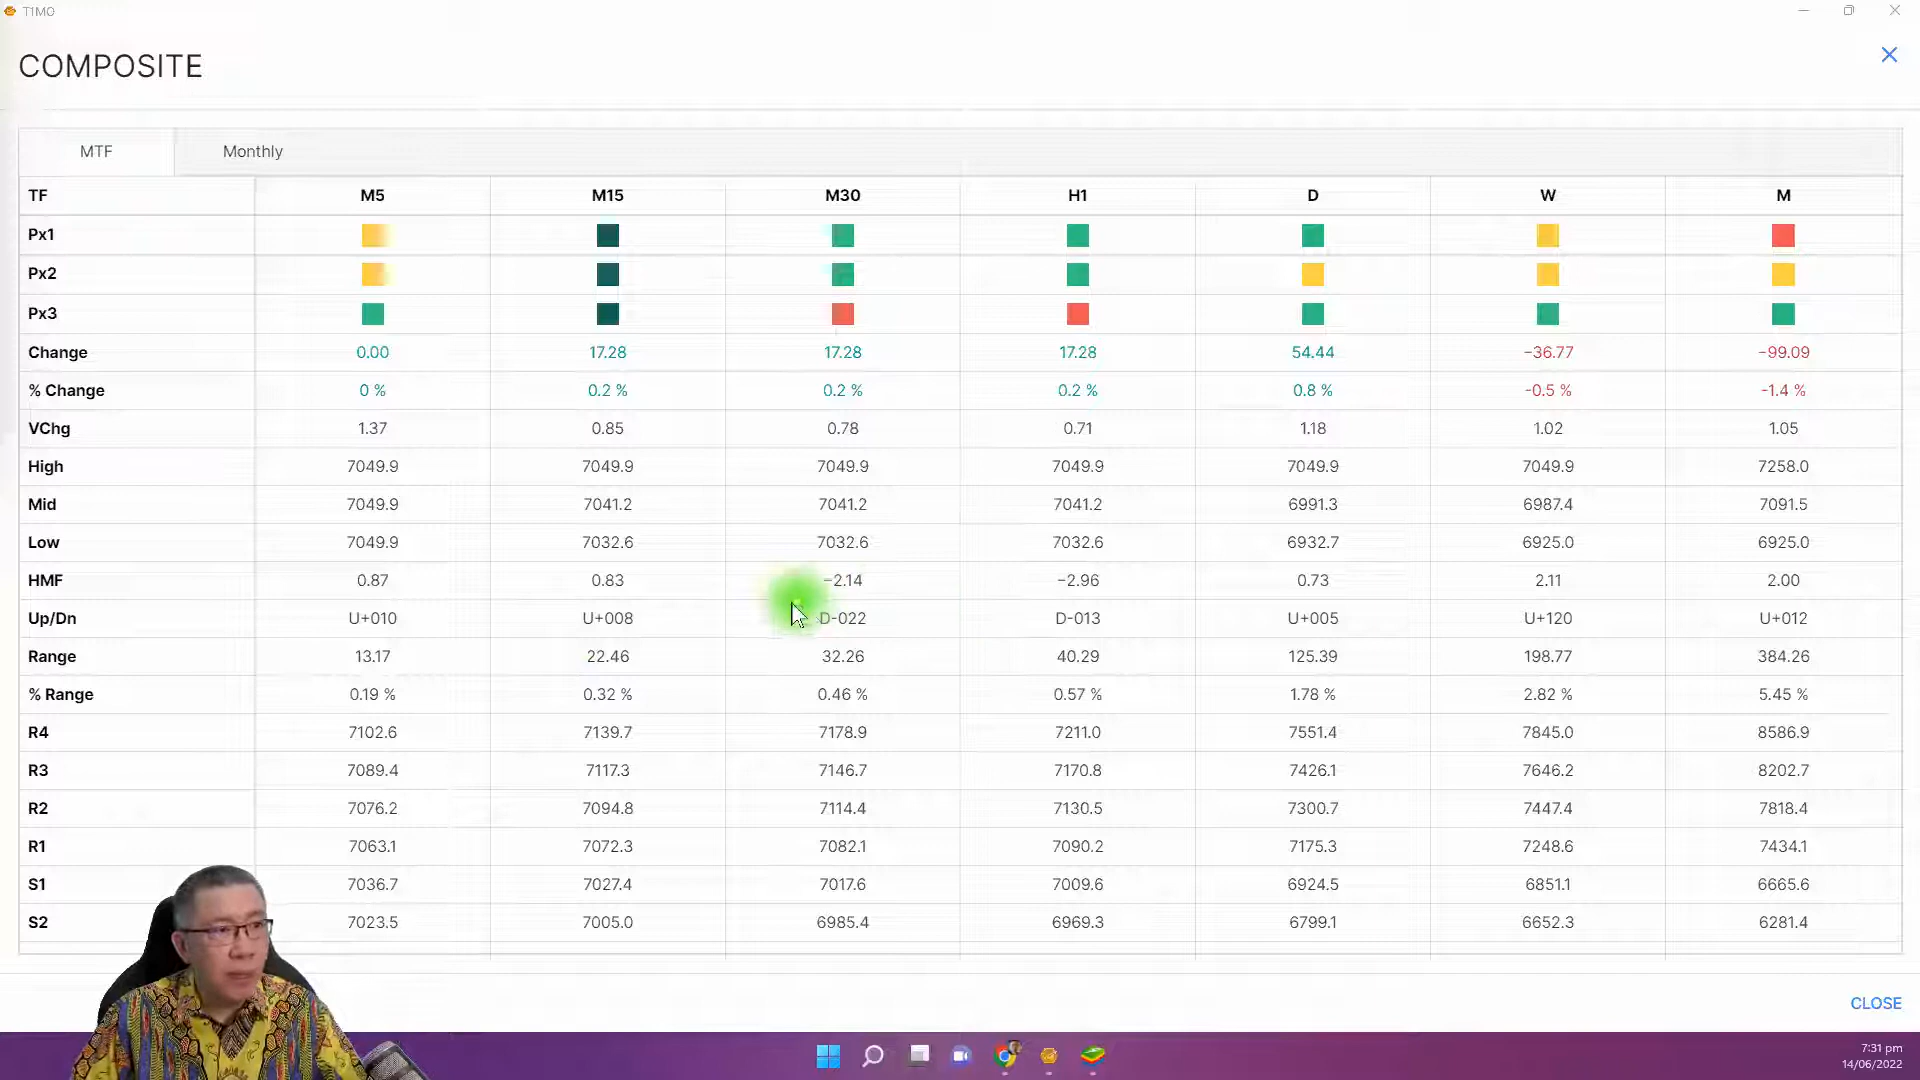 T1MO
COMPOSITE
MTF Monthly
TF M5 M15 M30 H1 D W M
Px1
Px2
Px3
Change 0.00 17.28 17.28 17.28 54.44 −36.77 −99.09
% Change 0 % 0.2 % 0.2 % 0.2 % 0.8 % -0.5 % -1.4 %
VChg 1.37 0.85 0.78 0.71 1.18 1.02 1.05
High 7049.9 7049.9 7049.9 7049.9 7049.9 7049.9 7258.0
Mid 7049.9 7041.2 7041.2 7041.2 6991.3 6987.4 7091.5
Low 7049.9 7032.6 7032.6 7032.6 6932.7 6925.0 6925.0
HMF 0.87 0.83 −2.14 −2.96 0.73 2.11 2.00
Up/Dn U+010 U+008 D-022 D-013 U+005 U+120 U+012
Range 13.17 22.46 32.26 40.29 125.39 198.77 384.26
% Range 0.19 % 0.32 % 0.46 % 0.57 % 1.78 % 2.82 % 5.45 %
R4 7102.6 7139.7 7178.9 7211.0 7551.4 7845.0 8586.9
R3 7089.4 7117.3 7146.7 7170.8 7426.1 7646.2 8202.7
R2 7076.2 7094.8 7114.4 7130.5 7300.7 7447.4 7818.4
R1 7063.1 7072.3 7082.1 7090.2 7175.3 7248.6 7434.1
S1 7036.7 7027.4 7017.6 7009.6 6924.5 6851.1 6665.6
S2 7023.5 7005.0 6985.4 6969.3 6799.1 6652.3 6281.4
CLOSE
7:31 pm
14/06/2022